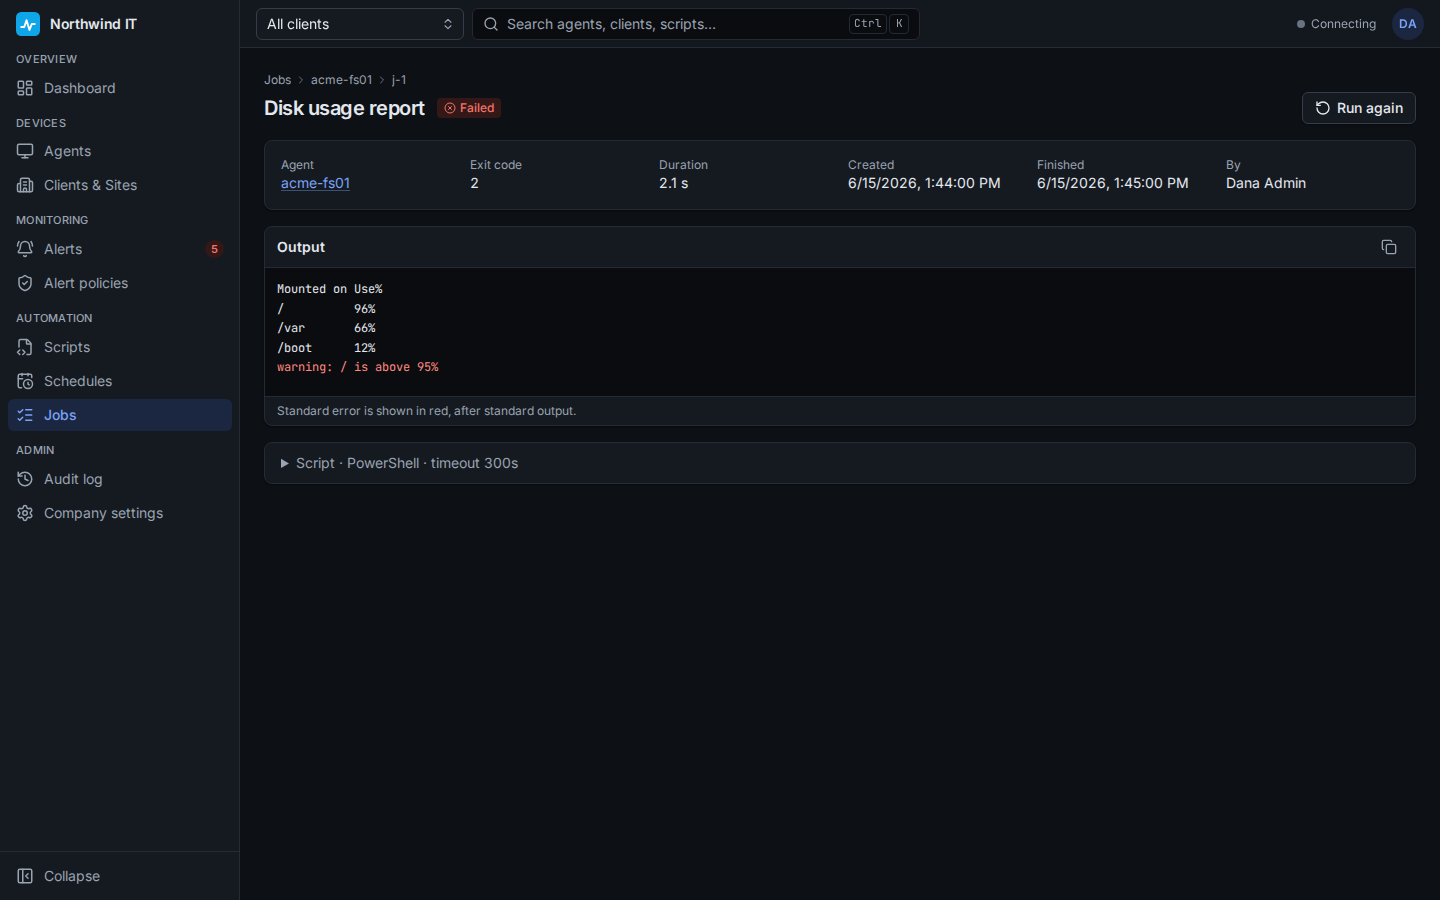 Northwind IT
All clients
Search agents, clients, scripts...
Ctrl K
Connecting
DA
OVERVIEW
Dashboard
DEVICES
Agents
Clients & Sites
MONITORING
Alerts 5
Alert policies
AUTOMATION
Scripts
Schedules
Jobs
ADMIN
Audit log
Company settings
Collapse
Jobs > acme-fs01 > j-1
Disk usage report
Failed
Run again
Agent
acme-fs01
Exit code
2
Duration
2.1 s
Created
6/15/2026, 1:44:00 PM
Finished
6/15/2026, 1:45:00 PM
By
Dana Admin
Output
Mounted on Use%
/ 96%
/var 66%
/boot 12%
warning: / is above 95%
Standard error is shown in red, after standard output.
Script · PowerShell · timeout 300s